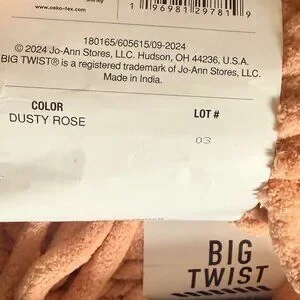 www.oeko-tex.com
1 96981 29781 9
180165/605615/09-2024
© 2024 Jo-Ann Stores, LLC. Hudson, OH 44236, U.S.A.
BIG TWIST® is a registered trademark of Jo-Ann Stores, LLC.
Made in India.
COLOR
DUSTY ROSE
LOT #
03
BIG
TWIST